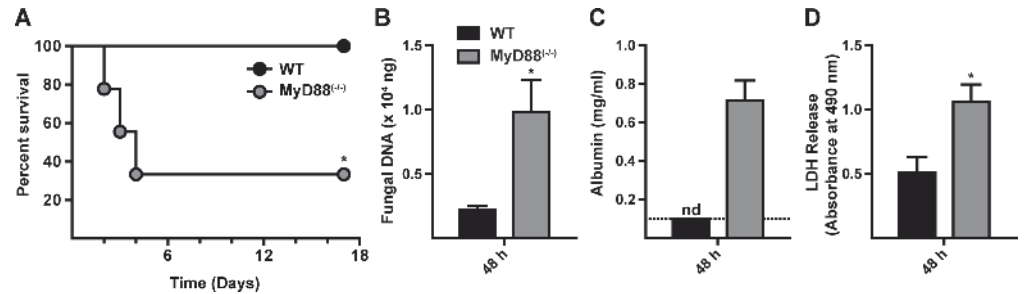 A
Percent survival
100
80
60
40
20
WT
MyD88(-/-)
*
6
12
18
Time (Days)
B
WT
MyD88(-/-)
Fungal DNA (x 10⁴ ng)
1.5
1.0
0.5
*
48 h
C
Albumin (mg/ml)
1.0
0.8
0.6
0.4
0.2
nd
48 h
D
LDH Release
(Absorbance at 490 nm)
1.5
1.0
0.5
*
48 h